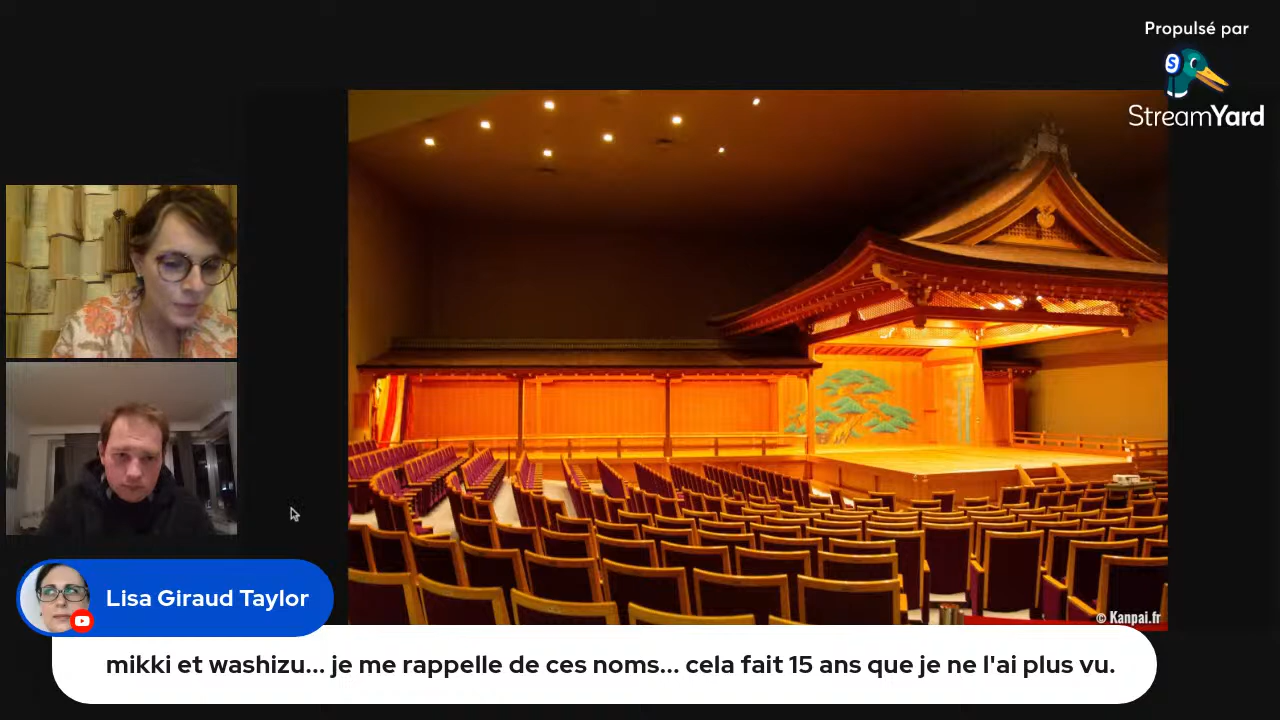 Propulsé par
StreamYard
© Kanpai.fr
Lisa Giraud Taylor
mikki et washizu... je me rappelle de ces noms... cela fait 15 ans que je ne l'ai plus vu.